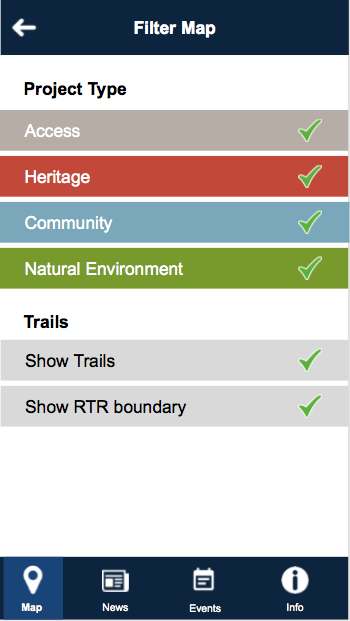 Filter Map
Project Type
Access
Heritage
Community
Natural Environment
Trails
Show Trails
Show RTR boundary
Map News Events Info